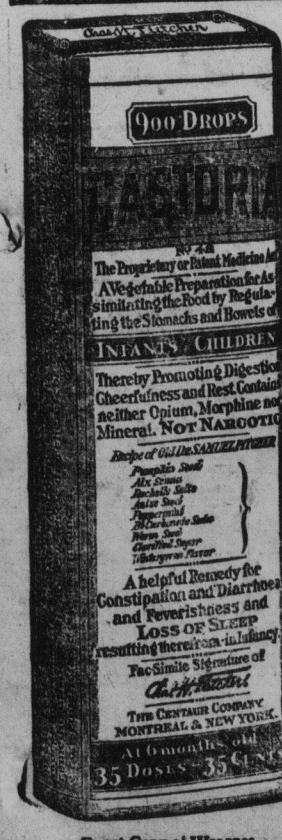 Chas. H. Fletcher
900 DROPS
CASTORIA
No 48
The Proprietary or Patent Medicine Act
A Vegetable Preparation for As-
similating the Food by Regula-
ting the Stomachs and Bowels of
INFANTS CHILDREN
Thereby Promoting Digestion
Cheerfulness and Rest. Contains
neither Opium, Morphine nor
Mineral. NOT NARCOTIC
Recipe of Old Dr. SAMUEL PITCHER
Pumpkin Seed
Alx Senna
Rochelle Salts
Anise Seed
Peppermint
Bi Carbonate Soda
Worm Seed
Clarified Sugar
Wintergreen Flavor
A helpful Remedy for
Constipation and Diarrhoea
and Feverishness and
LOSS OF SLEEP
resulting therefrom in Infancy
Fac-Simile Signature of
Chas. H. Fletcher
THE CENTAUR COMPANY
MONTREAL & NEW YORK.
At 6 months old
35 DOSES - 35 CENTS